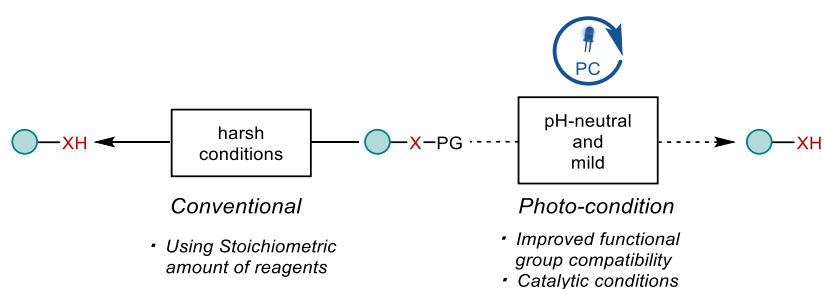 PC
XH
harsh
conditions
X
PG
pH-neutral
and
mild
XH
Conventional
Photo-condition
・ Using Stoichiometric
amount of reagents
・ Improved functional
group compatibility
・ Catalytic conditions